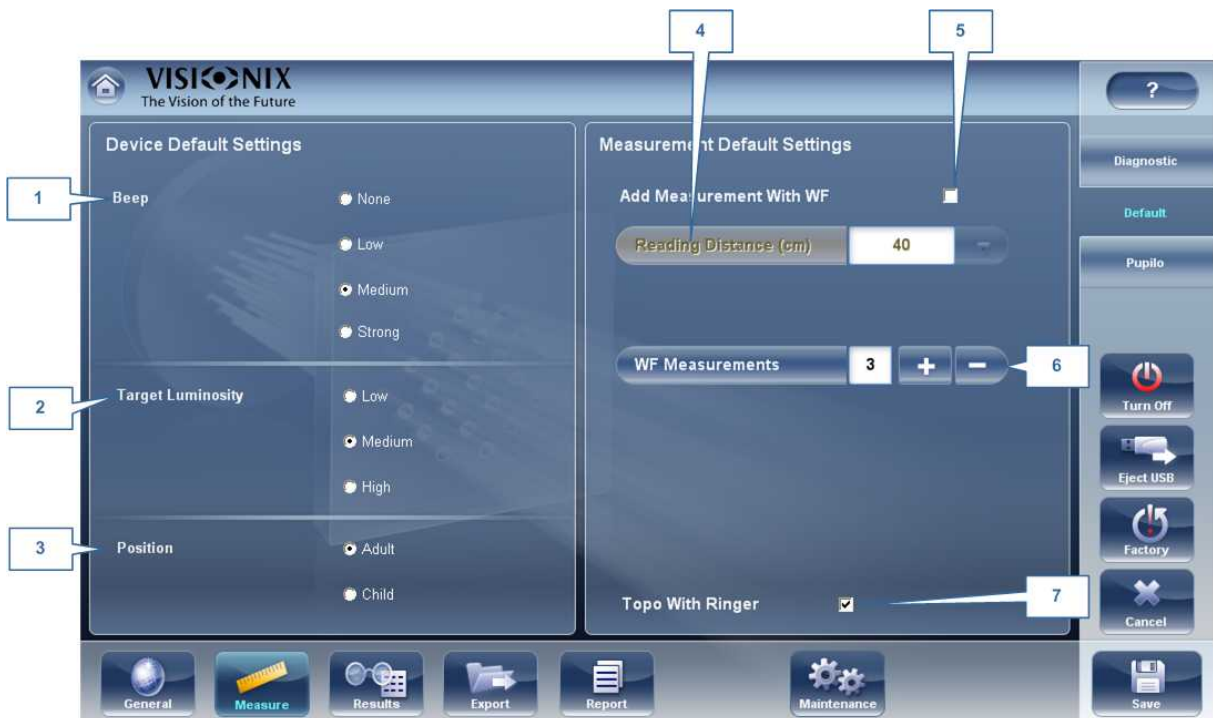 4
5
VISIONIX
The Vision of the Future
?
Device Default Settings
Measurement Default Settings
Diagnostic
1
Beep
None
Add Measurement With WF
Default
Low
Reading Distance (cm)
40
Pupilo
Medium
Strong
WF Measurements
3
+
−
6
2
Target Luminosity
Low
Turn Off
Medium
High
Eject USB
3
Position
Adult
Factory
Child
Topo With Ringer
7
Cancel
General
Measure
Results
Export
Report
Maintenance
Save